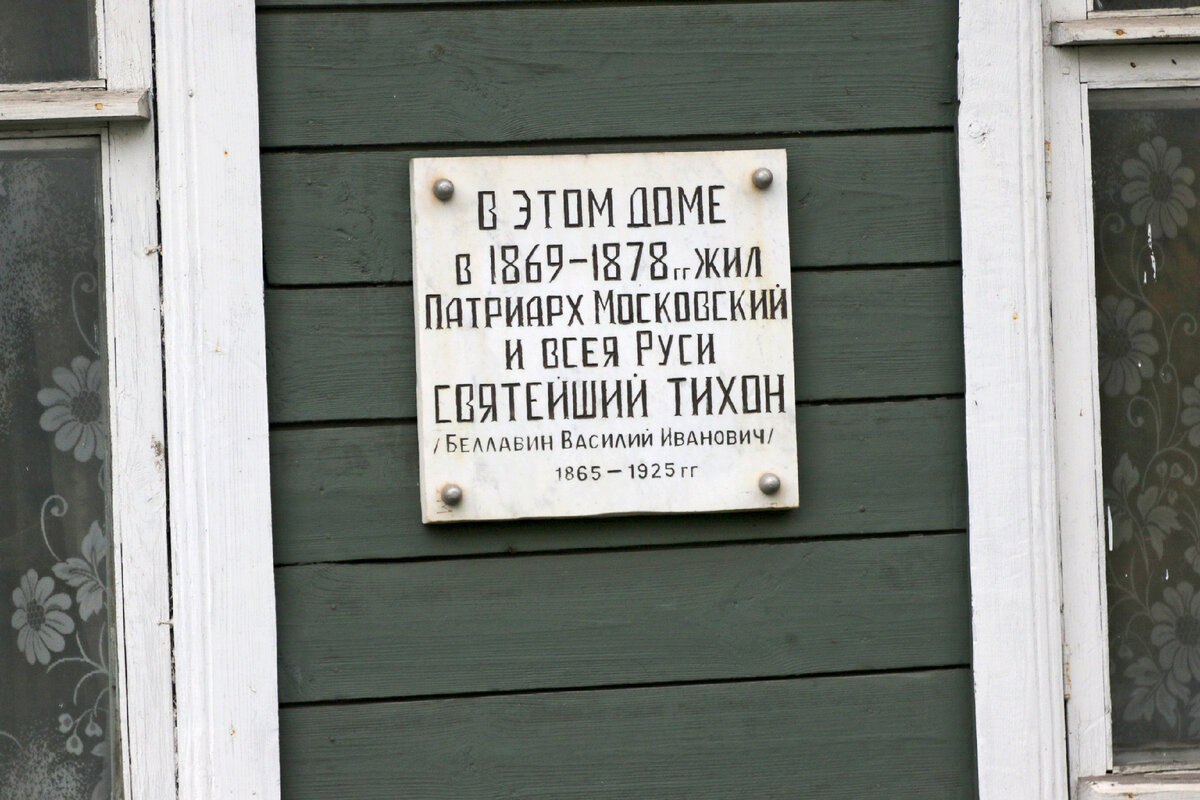 В ЭТОМ ДОМЕ
в 1869-1878 гг ЖИЛ
ПАТРИАРХ МОСКОВСКИЙ
И ВСЕЯ РУСИ
СВЯТЕЙШИЙ ТИХОН
/БЕЛЛАВИН ВАСИЛИЙ ИВАНОВИЧ/
1865-1925 гг